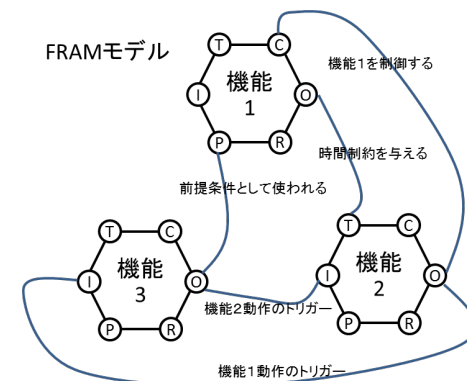 FRAMモデル
T
C
機能1を制御する
I
機能
1
O
P
R
時間制約を与える
前提条件として使われる
T
C
I
機能
3
O
P
R
T
C
I
機能
2
O
P
R
機能2動作のトリガー
機能1動作のトリガー